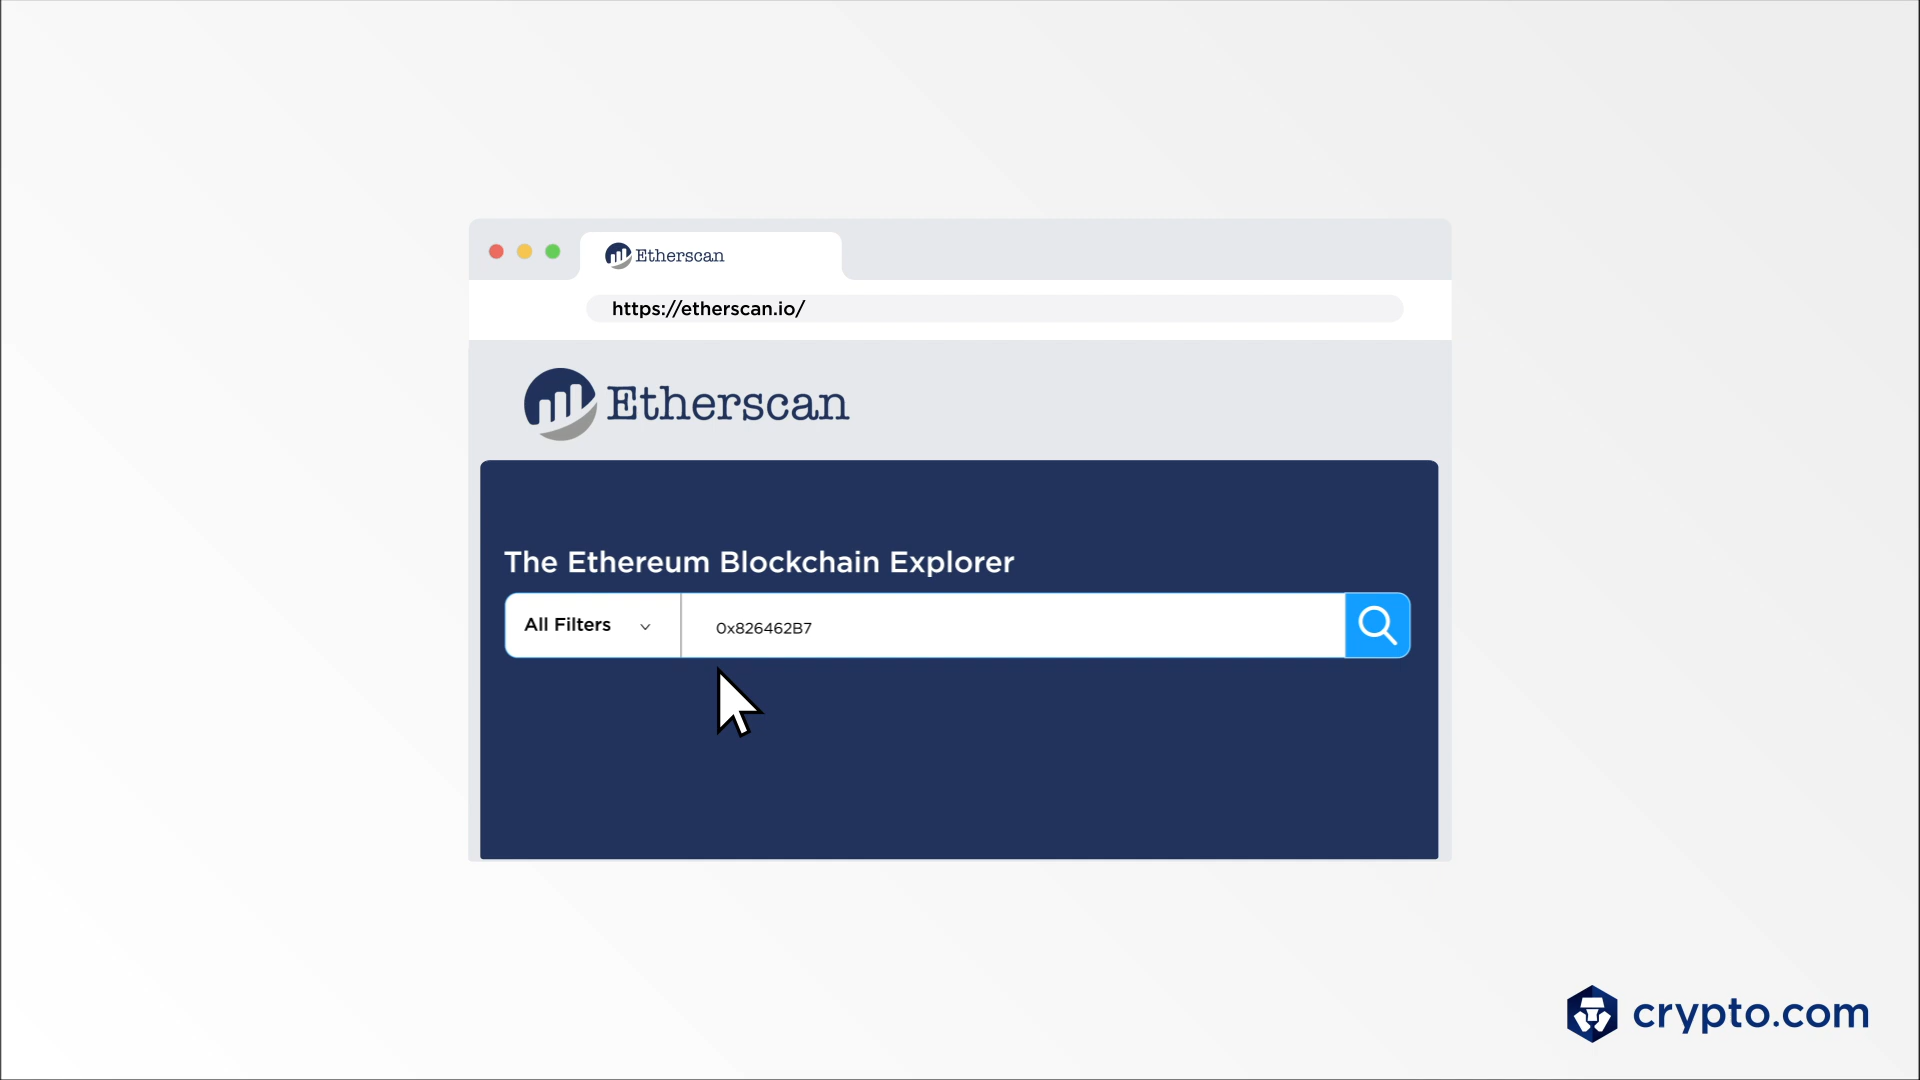 Etherscan
https://etherscan.io/
Etherscan
The Ethereum Blockchain Explorer
All Filters
0x826462B7
crypto.com